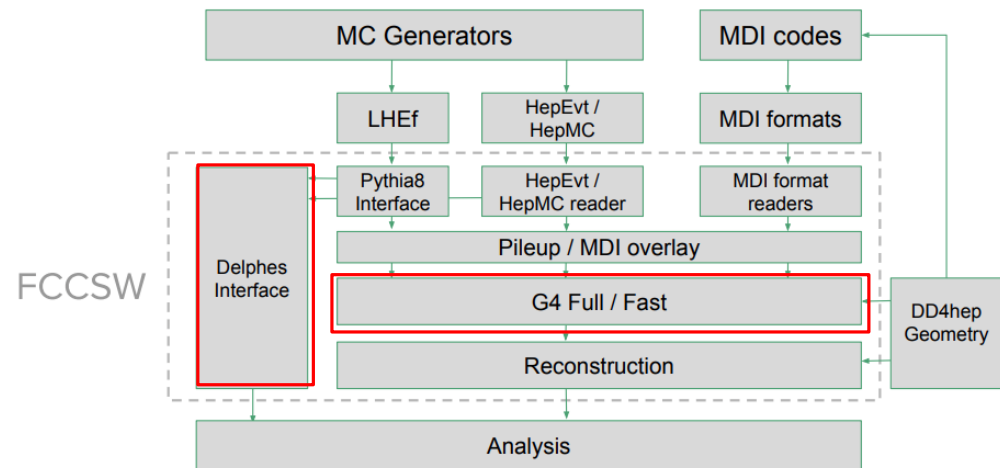 MC Generators
MDI codes
LHEf
HepEvt /
HepMC
MDI formats
Pythia8
Interface
HepEvt /
HepMC reader
MDI format
readers
Pileup / MDI overlay
FCCSW
Delphes
Interface
G4 Full / Fast
DD4hep
Geometry
Reconstruction
Analysis